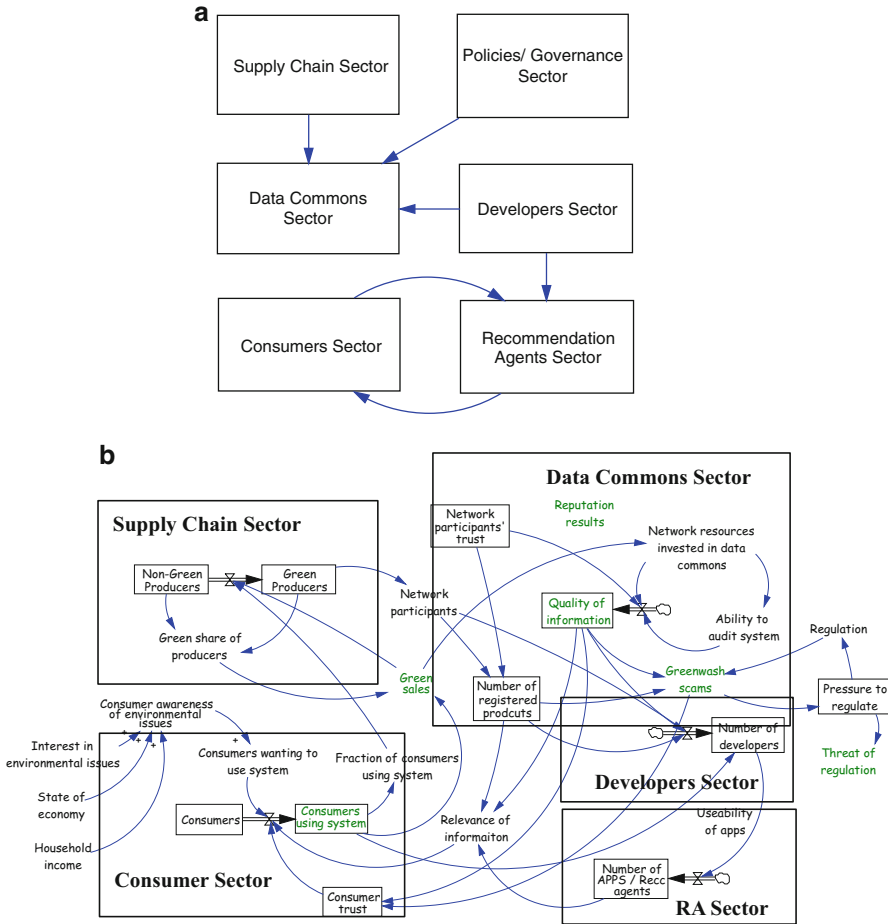 a
Supply Chain Sector
Policies/ Governance
Sector
Data Commons
Sector
Developers Sector
Consumers Sector
Recommendation
Agents Sector
b
Data Commons Sector
Supply Chain Sector
Reputation
results
Network
participants'
trust
Network resources
invested in data
commons
Non-Green
Producers
Green
Producers
Network
participants
Quality of
information
Ability to
audit system
Regulation
Green share of
producers
Green
sales
Greenwash
scams
Number of
registered
prodcuts
Pressure to
regulate
Consumer awareness
of environmental
issues
+
+
+
+
Interest in
environmental issues
Consumers wanting to
use system
Fraction of consumers
using system
Number of
developers
Threat of
regulation
Developers Sector
State of
economy
Consumers
Consumers
using system
Relevance of
informaiton
Useability
of apps
Household
income
Consumer Sector
Consumer
trust
Number of
APPS / Recc
agents
RA Sector